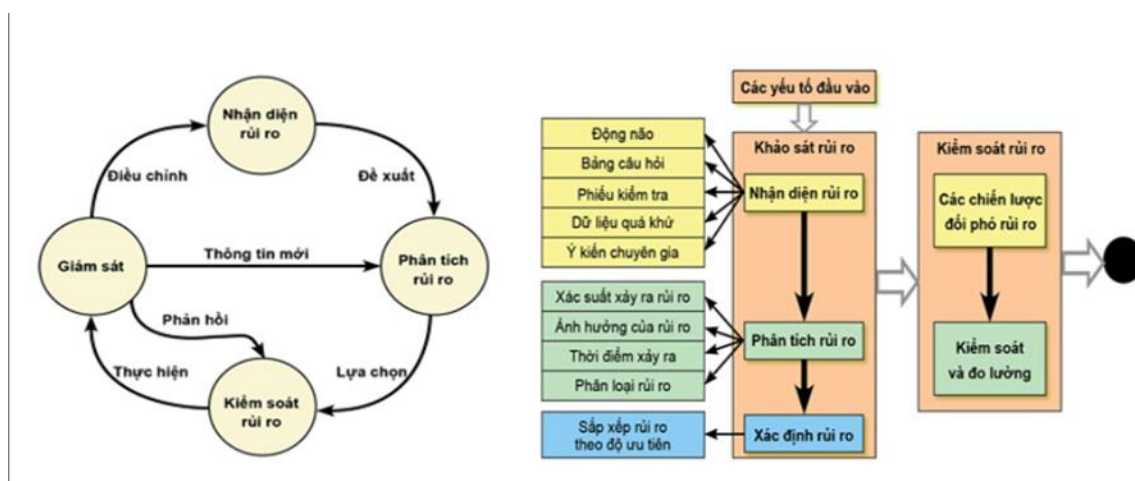 Nhận diện
rủi ro
Điều chỉnh
Đề xuất
Giám sát
Thông tin mới
Phân tích
rủi ro
Phản hồi
Thực hiện
Lựa chọn
Kiểm soát
rủi ro
Các yếu tố đầu vào
Động não
Bảng câu hỏi
Phiếu kiểm tra
Dữ liệu quá khứ
Ý kiến chuyên gia
Xác suất xảy ra rủi ro
Ảnh hưởng của rủi ro
Thời điểm xảy ra
Phân loại rủi ro
Sắp xếp rủi ro
theo độ ưu tiên
Khảo sát rủi ro
Nhận diện rủi ro
Phân tích rủi ro
Xác định rủi ro
Kiểm soát rủi ro
Các chiến lược
đối phó rủi ro
Kiểm soát
và đo lường